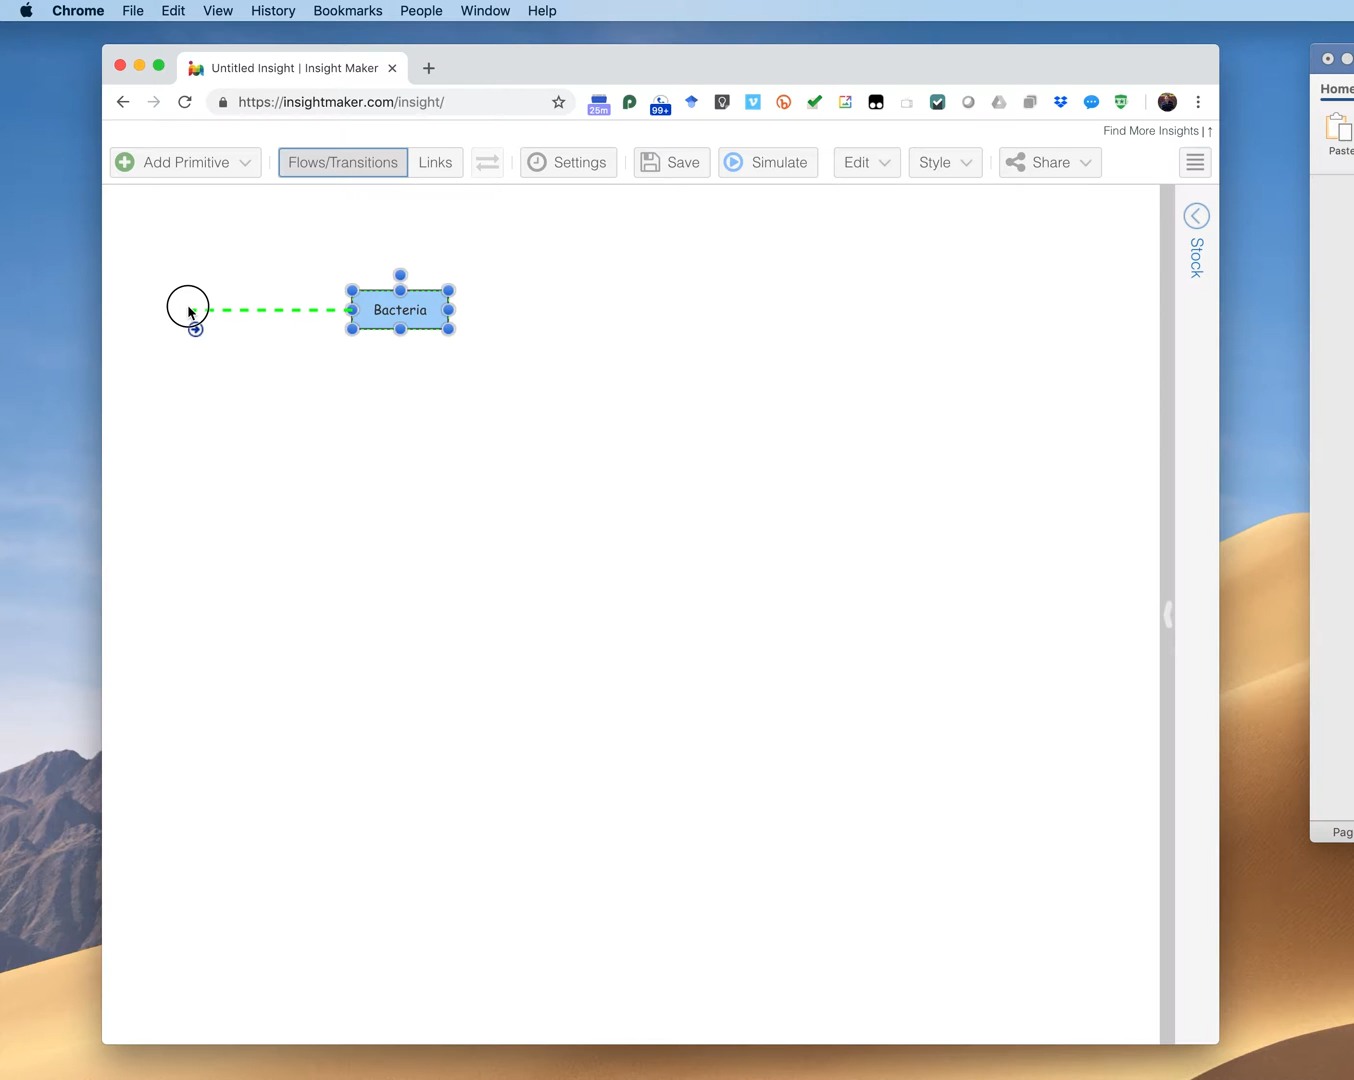 Chrome File Edit View History Bookmarks People Window Help
Untitled Insight | Insight Maker
https://insightmaker.com/insight/
25m
99+
Find More Insights | ↑
Home
Add Primitive
Flows/Transitions
Links
Settings
Save
Simulate
Edit
Style
Share
Paste
Stock
Bacteria
Pag